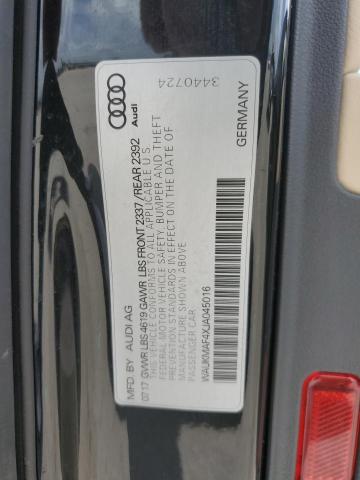 Audi
3440724
GERMANY
MFD. BY AUDI AG
07 17 GVWR LBS 4619 GAWR LBS FRONT 2337/REAR 2392
THIS VEHICLE CONFORMS TO ALL APPLICABLE U S
FEDERAL MOTOR VEHICLE SAFETY, BUMPER AND THEFT
PREVENTION STANDARDS IN EFFECT ON THE DATE OF
MANUFACTURE SHOWN ABOVE
PASSENGER CAR
WAUKMAF4XJA045016